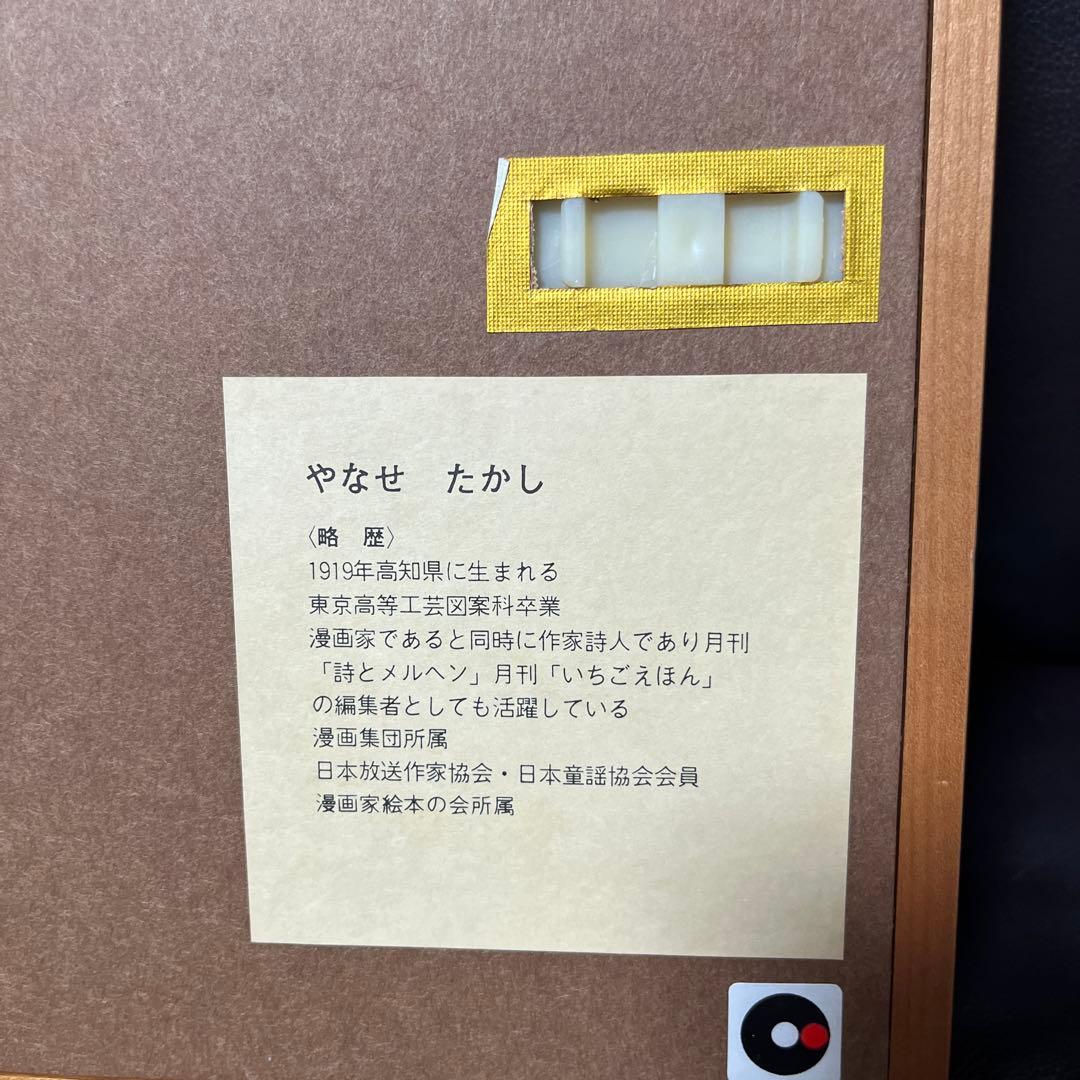 やなせ　たかし
〈略　歴〉
1919年高知県に生まれる
東京高等工芸図案科卒業
漫画家であると同時に作家詩人であり月刊
「詩とメルヘン」月刊「いちごえほん」
の編集者としても活躍している
漫画集団所属
日本放送作家協会・日本童謡協会会員
漫画家絵本の会所属